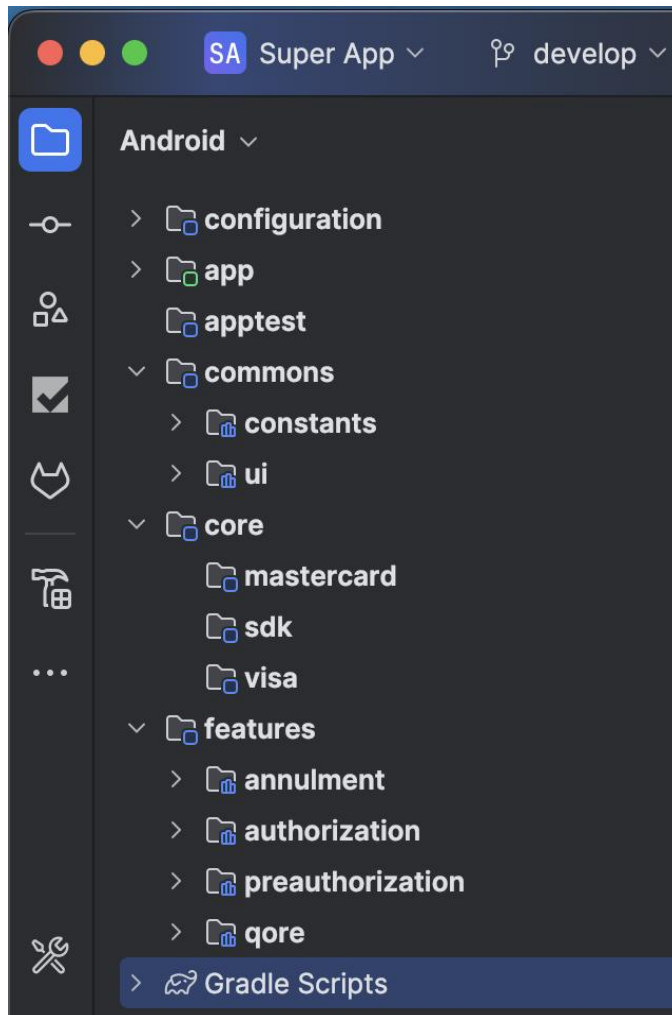 SA Super App develop
Android
configuration
app
apptest
commons
constants
ui
core
mastercard
sdk
visa
features
annulment
authorization
preauthorization
qore
Gradle Scripts